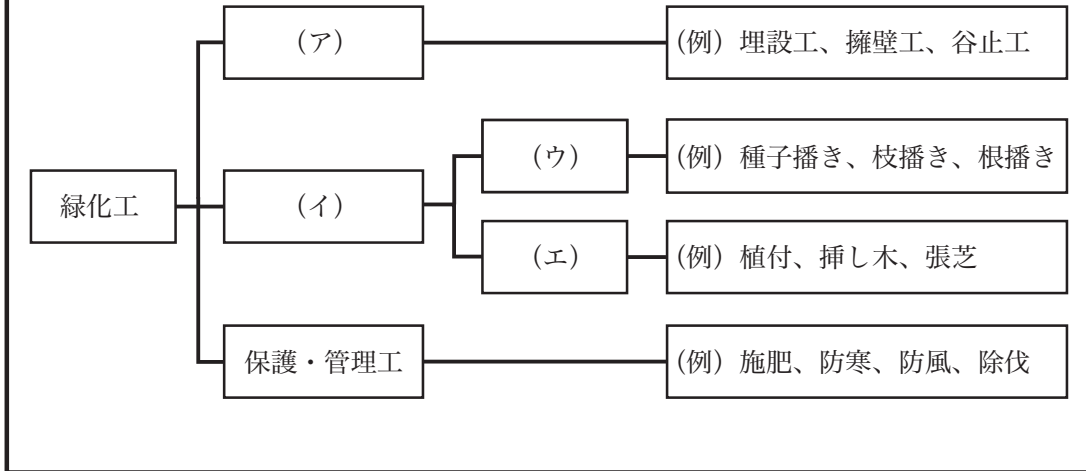 (ア)
(例) 埋設工、擁壁工、谷止工
(ウ)
(例) 種子播き、枝播き、根播き
緑化工
(イ)
(エ)
(例) 植付、挿し木、張芝
保護・管理工
(例) 施肥、防寒、防風、除伐